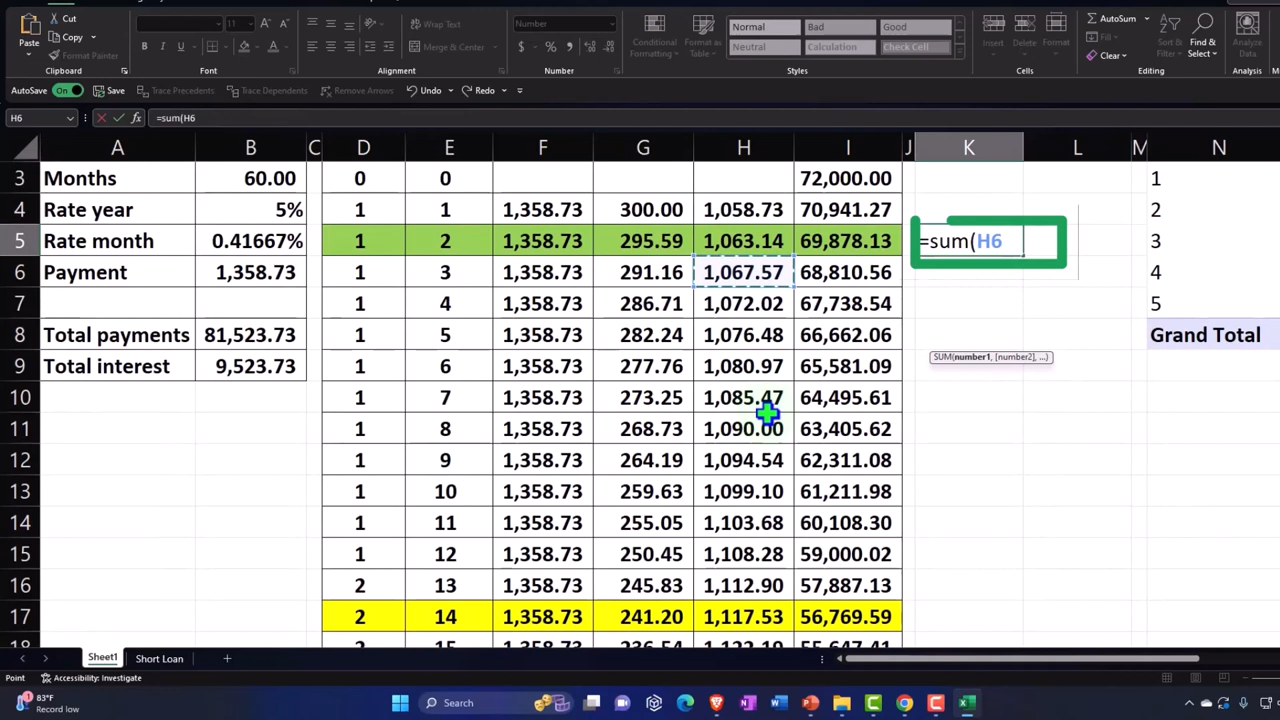 Cut
Copy
Format Painter
Paste
Clipboard
11
Font
Wrap Text
Merge & Center
Alignment
Number
Number
Conditional Formatting
Format as Table
Normal Bad Good
Neutral Calculation Check Cell
Styles
Insert Delete Format
Cells
AutoSum
Fill
Clear
Sort & Filter
Find & Select
Editing
Analyze Data
Analysis
AutoSave On Save Trace Precedents Trace Dependents Remove Arrows Undo Redo
H6 fx =sum(H6
A B C D E F G H I J K L M N
3 Months 60.00 0 0 72,000.00 1
4 Rate year 5% 1 1 1,358.73 300.00 1,058.73 70,941.27 2
5 Rate month 0.41667% 1 2 1,358.73 295.59 1,063.14 69,878.13 =sum(H6 3
6 Payment 1,358.73 1 3 1,358.73 291.16 1,067.57 68,810.56 4
7 1 4 1,358.73 286.71 1,072.02 67,738.54 5
8 Total payments 81,523.73 1 5 1,358.73 282.24 1,076.48 66,662.06 Grand Total
SUM(number1, [number2], ...)
9 Total interest 9,523.73 1 6 1,358.73 277.76 1,080.97 65,581.09
10 1 7 1,358.73 273.25 1,085.47 64,495.61
11 1 8 1,358.73 268.73 1,090.00 63,405.62
12 1 9 1,358.73 264.19 1,094.54 62,311.08
13 1 10 1,358.73 259.63 1,099.10 61,211.98
14 1 11 1,358.73 255.05 1,103.68 60,108.30
15 1 12 1,358.73 250.45 1,108.28 59,000.02
16 2 13 1,358.73 245.83 1,112.90 57,887.13
17 2 14 1,358.73 241.20 1,117.53 56,769.59
18 2 15 1,358.73 236.54 1,122.19 55,647.41
Sheet1 Short Loan
Point Accessibility: Investigate
83°F
Record low
Search